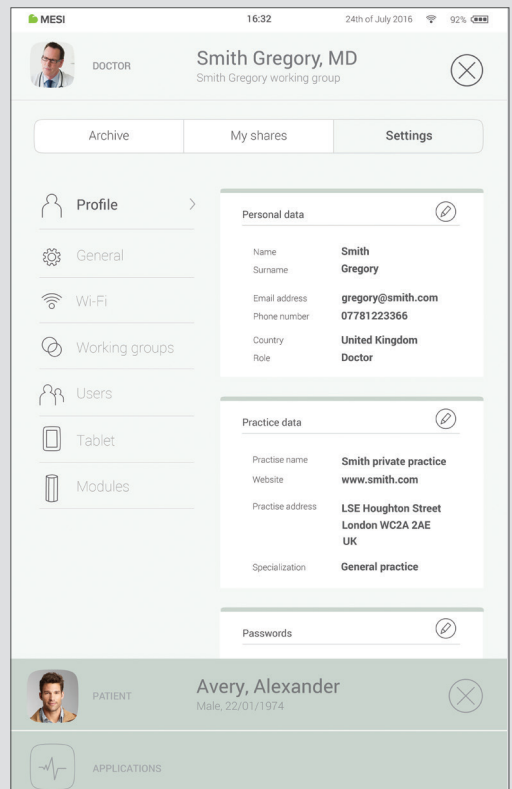 MESI 16:32 24th of July 2016 92%
DOCTOR
Smith Gregory, MD
Smith Gregory working group
Archive My shares Settings
Profile
General
Wi-Fi
Working groups
Users
Tablet
Modules
Personal data
Name Smith
Surname Gregory
Email address gregory@smith.com
Phone number 07781223366
Country United Kingdom
Role Doctor
Practice data
Practise name Smith private practice
Website www.smith.com
Practise address LSE Houghton Street
London WC2A 2AE
UK
Specialization General practice
Passwords
PATIENT
Avery, Alexander
Male, 22/01/1974
APPLICATIONS